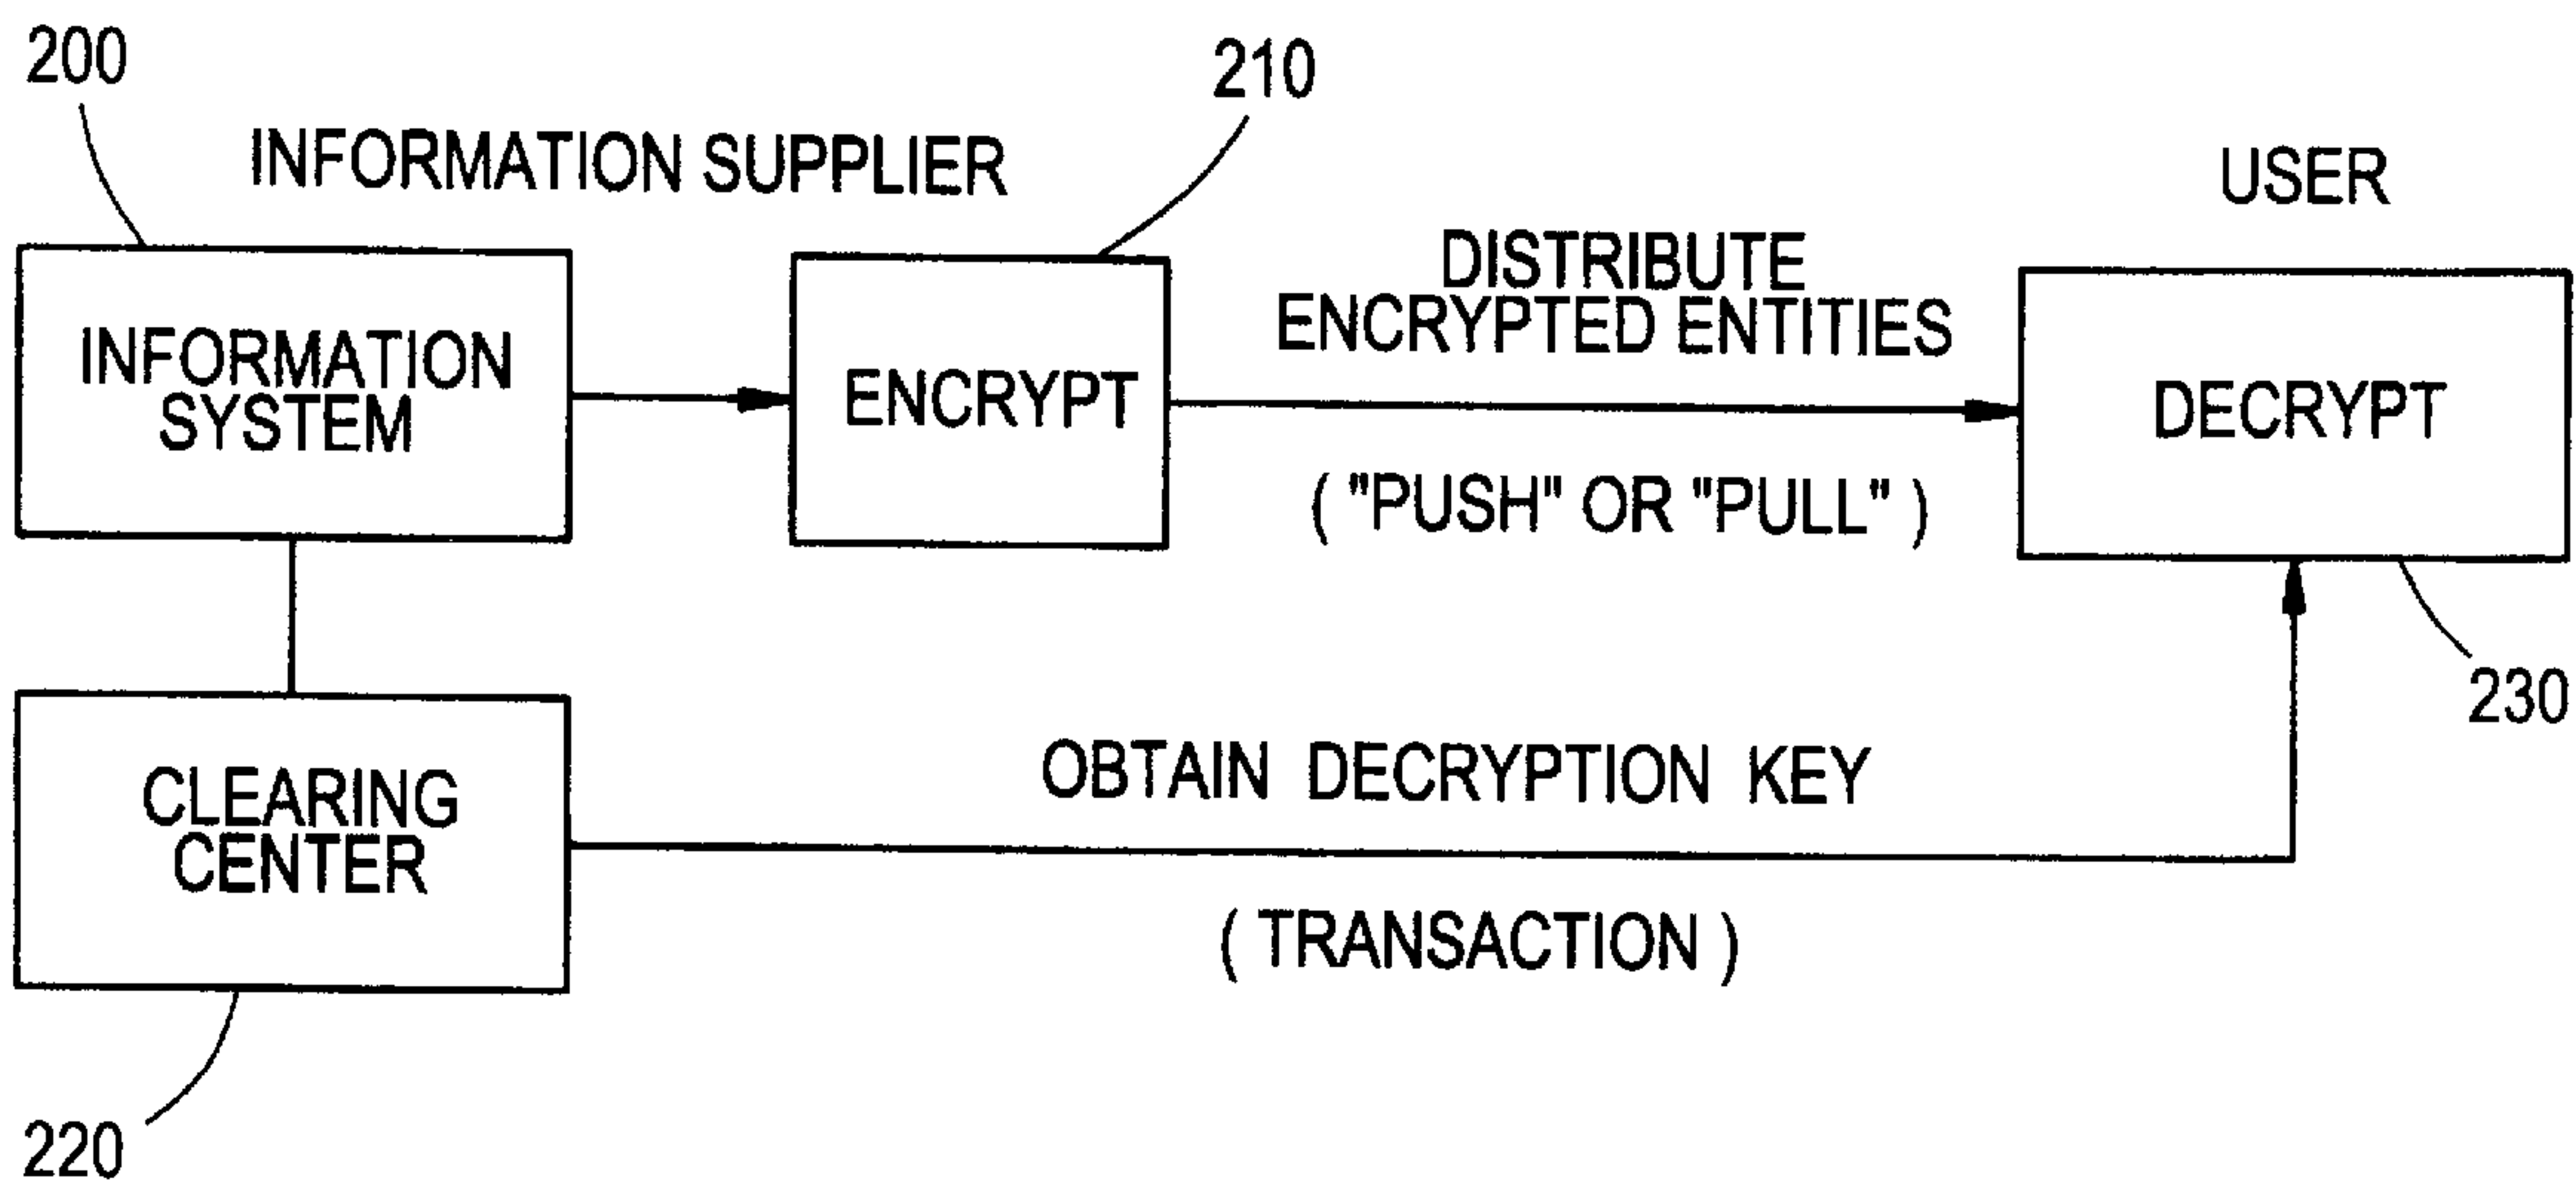 200
210
INFORMATION SUPPLIER
USER
DISTRIBUTE
ENCRYPTED ENTITIES
INFORMATION
SYSTEM
ENCRYPT
DECRYPT
( "PUSH" OR "PULL" )
230
CLEARING
CENTER
OBTAIN DECRYPTION KEY
( TRANSACTION )
220